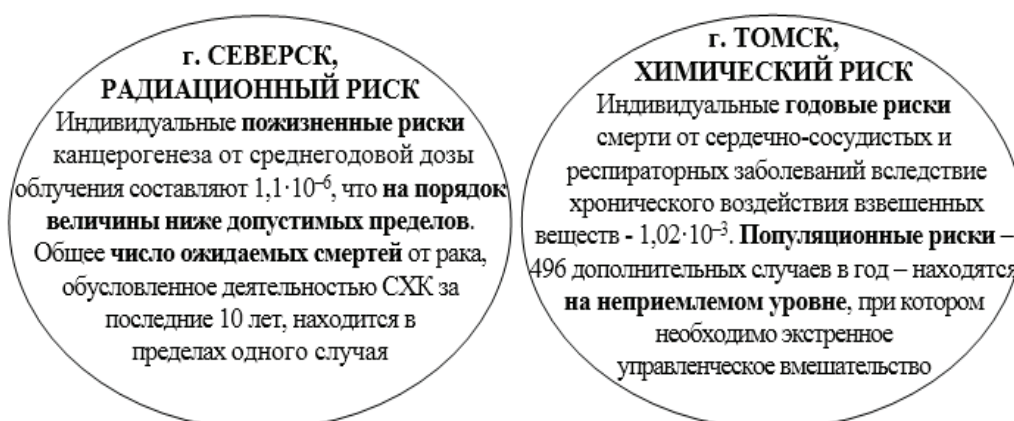 г. СЕВЕРСК,
РАДИАЦИОННЫЙ РИСК
Индивидуальные пожизненные риски
канцерогенеза от среднегодовой дозы
облучения составляют 1,1·10⁻⁶, что на порядок
величины ниже допустимых пределов.
Общее число ожидаемых смертей от рака,
обусловленное деятельностью СХК за
последние 10 лет, находится в
пределах одного случая
г. ТОМСК,
ХИМИЧЕСКИЙ РИСК
Индивидуальные годовые риски
смерти от сердечно-сосудистых и
респираторных заболеваний вследствие
хронического воздействия взвешенных
веществ - 1,02·10⁻³. Популяционные риски –
496 дополнительных случаев в год – находятся
на неприемлемом уровне, при котором
необходимо экстренное
управленческое вмешательство